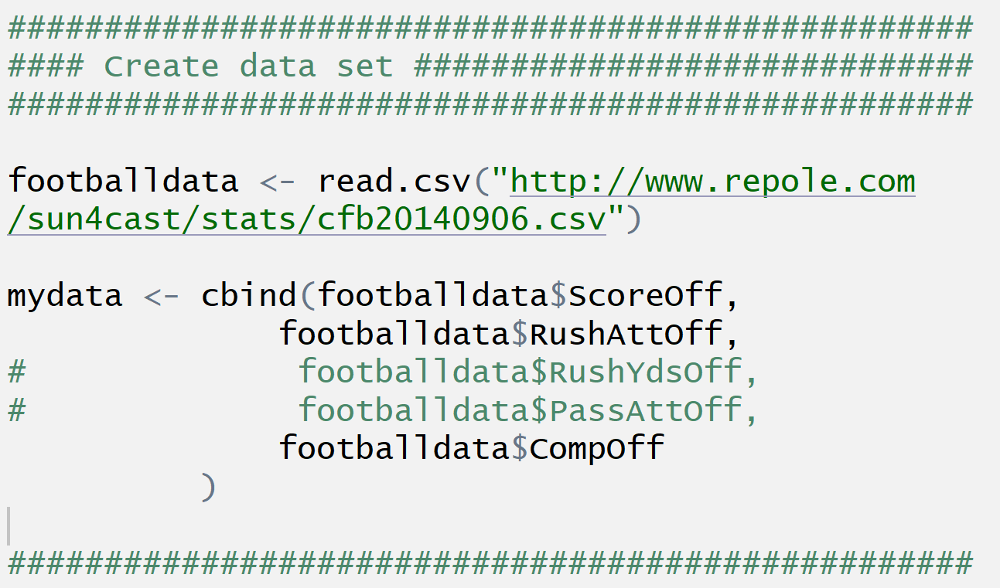 ##################################################
#### Create data set #############################
##################################################
footballdata <- read.csv("http://www.repole.com
/sun4cast/stats/cfb20140906.csv")
mydata <- cbind(footballdata$ScoreOff,
footballdata$RushAttOff,
# footballdata$RushYdsOff,
# footballdata$PassAttOff,
footballdata$CompOff
)
##################################################